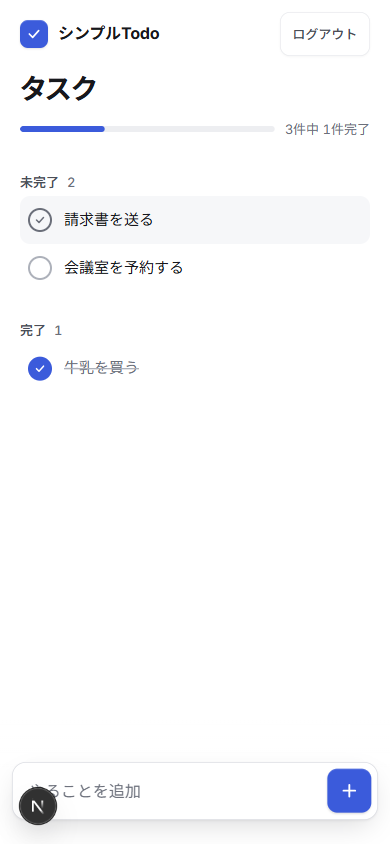 シンプルTodo
ログアウト
タスク
3件中 1件完了
未完了 2
請求書を送る
会議室を予約する
完了 1
牛乳を買う
やることを追加
N